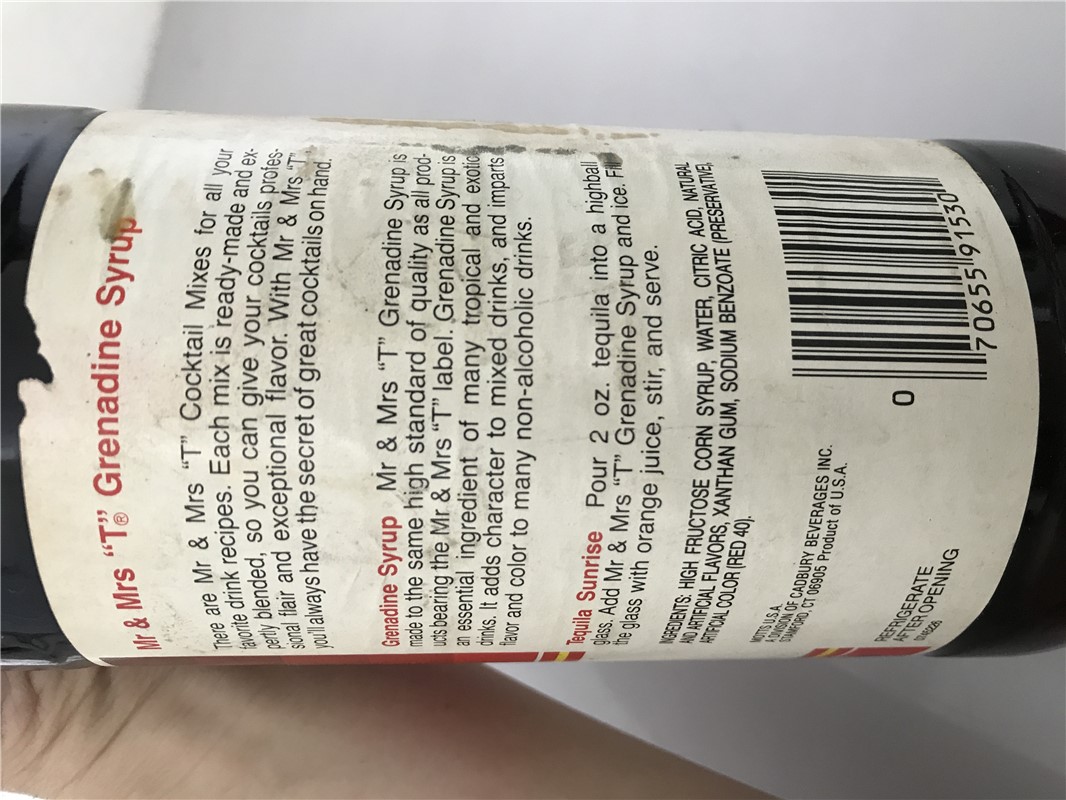 Mr & Mrs “T”® Grenadine Syrup
There are Mr & Mrs “T” Cocktail Mixes for all your
favorite drink recipes. Each mix is ready-made and ex-
pertly blended, so you can give your cocktails profes-
sional flair and exceptional flavor. With Mr & Mrs “T”
you'll always have the secret of great cocktails on hand.
Grenadine Syrup Mr & Mrs “T” Grenadine Syrup is
made to the same high standard of quality as all prod-
ucts bearing the Mr & Mrs “T” label. Grenadine Syrup is
an essential ingredient of many tropical and exotic
drinks. It adds character to mixed drinks, and imparts
flavor and color to many non-alcoholic drinks.
Tequila Sunrise Pour 2 oz. tequila into a highball
glass. Add Mr & Mrs “T” Grenadine Syrup and ice. Fill
the glass with orange juice, stir, and serve.
INGREDIENTS: HIGH FRUCTOSE CORN SYRUP, WATER, CITRIC ACID, NATURAL
AND ARTIFICIAL FLAVORS, XANTHAN GUM, SODIUM BENZOATE (PRESERVATIVE),
ARTIFICIAL COLOR (RED 40).
MOTTS U.S.A.
A DIVISION OF CADBURY BEVERAGES INC.
STAMFORD, CT 06905 Product of U.S.A.
0 70655 91530
REFRIGERATE
AFTER OPENING